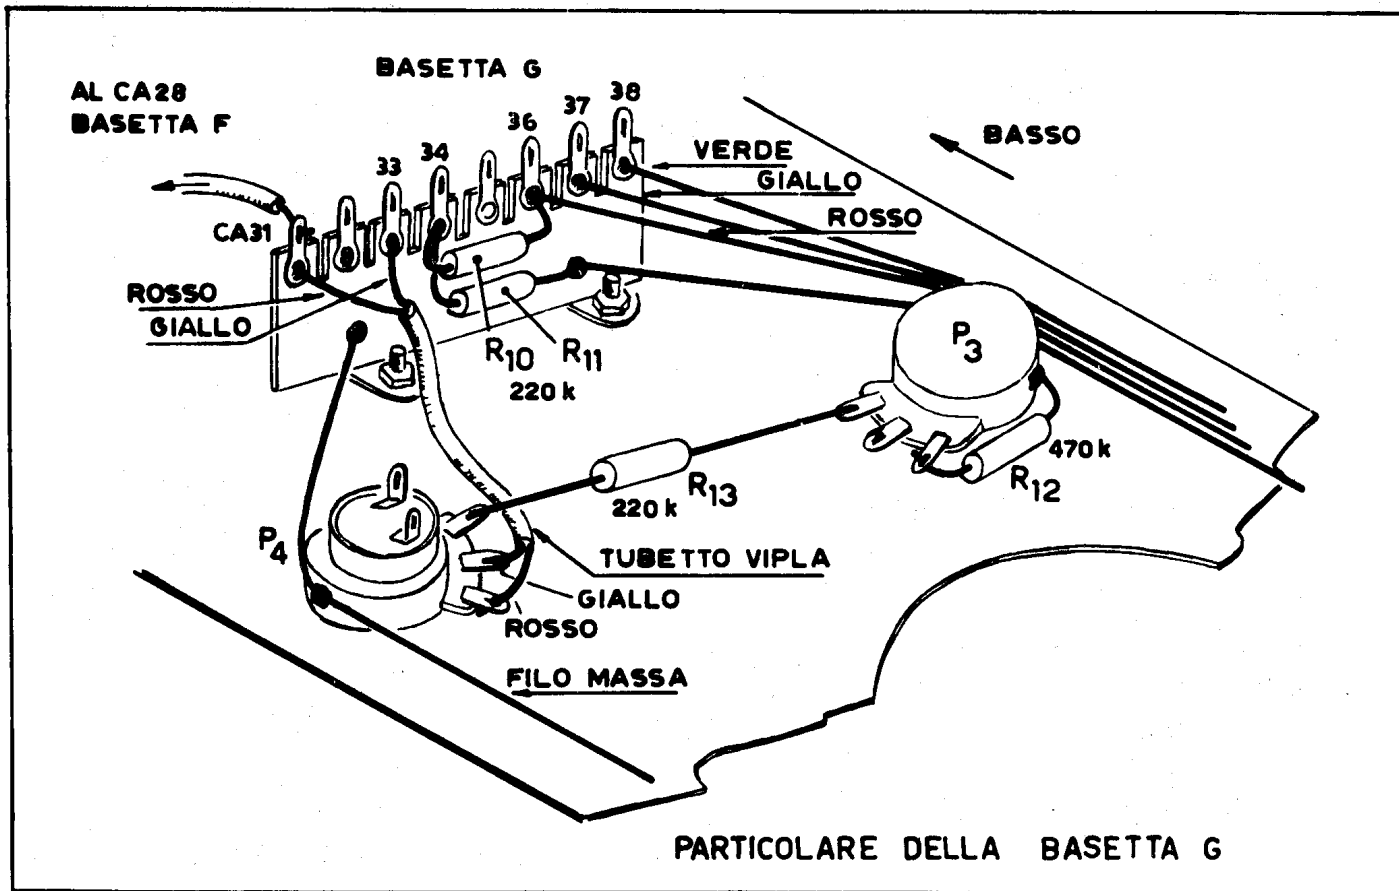 BASETTA G
AL CA28
BASETTA F
33
34
36
37
38
BASSO
VERDE
GIALLO
ROSSO
CA31
ROSSO
GIALLO
R10
R11
220 k
P3
470 k
R12
R13
220 k
P4
TUBETTO VIPLA
GIALLO
ROSSO
FILO MASSA
PARTICOLARE DELLA BASETTA G